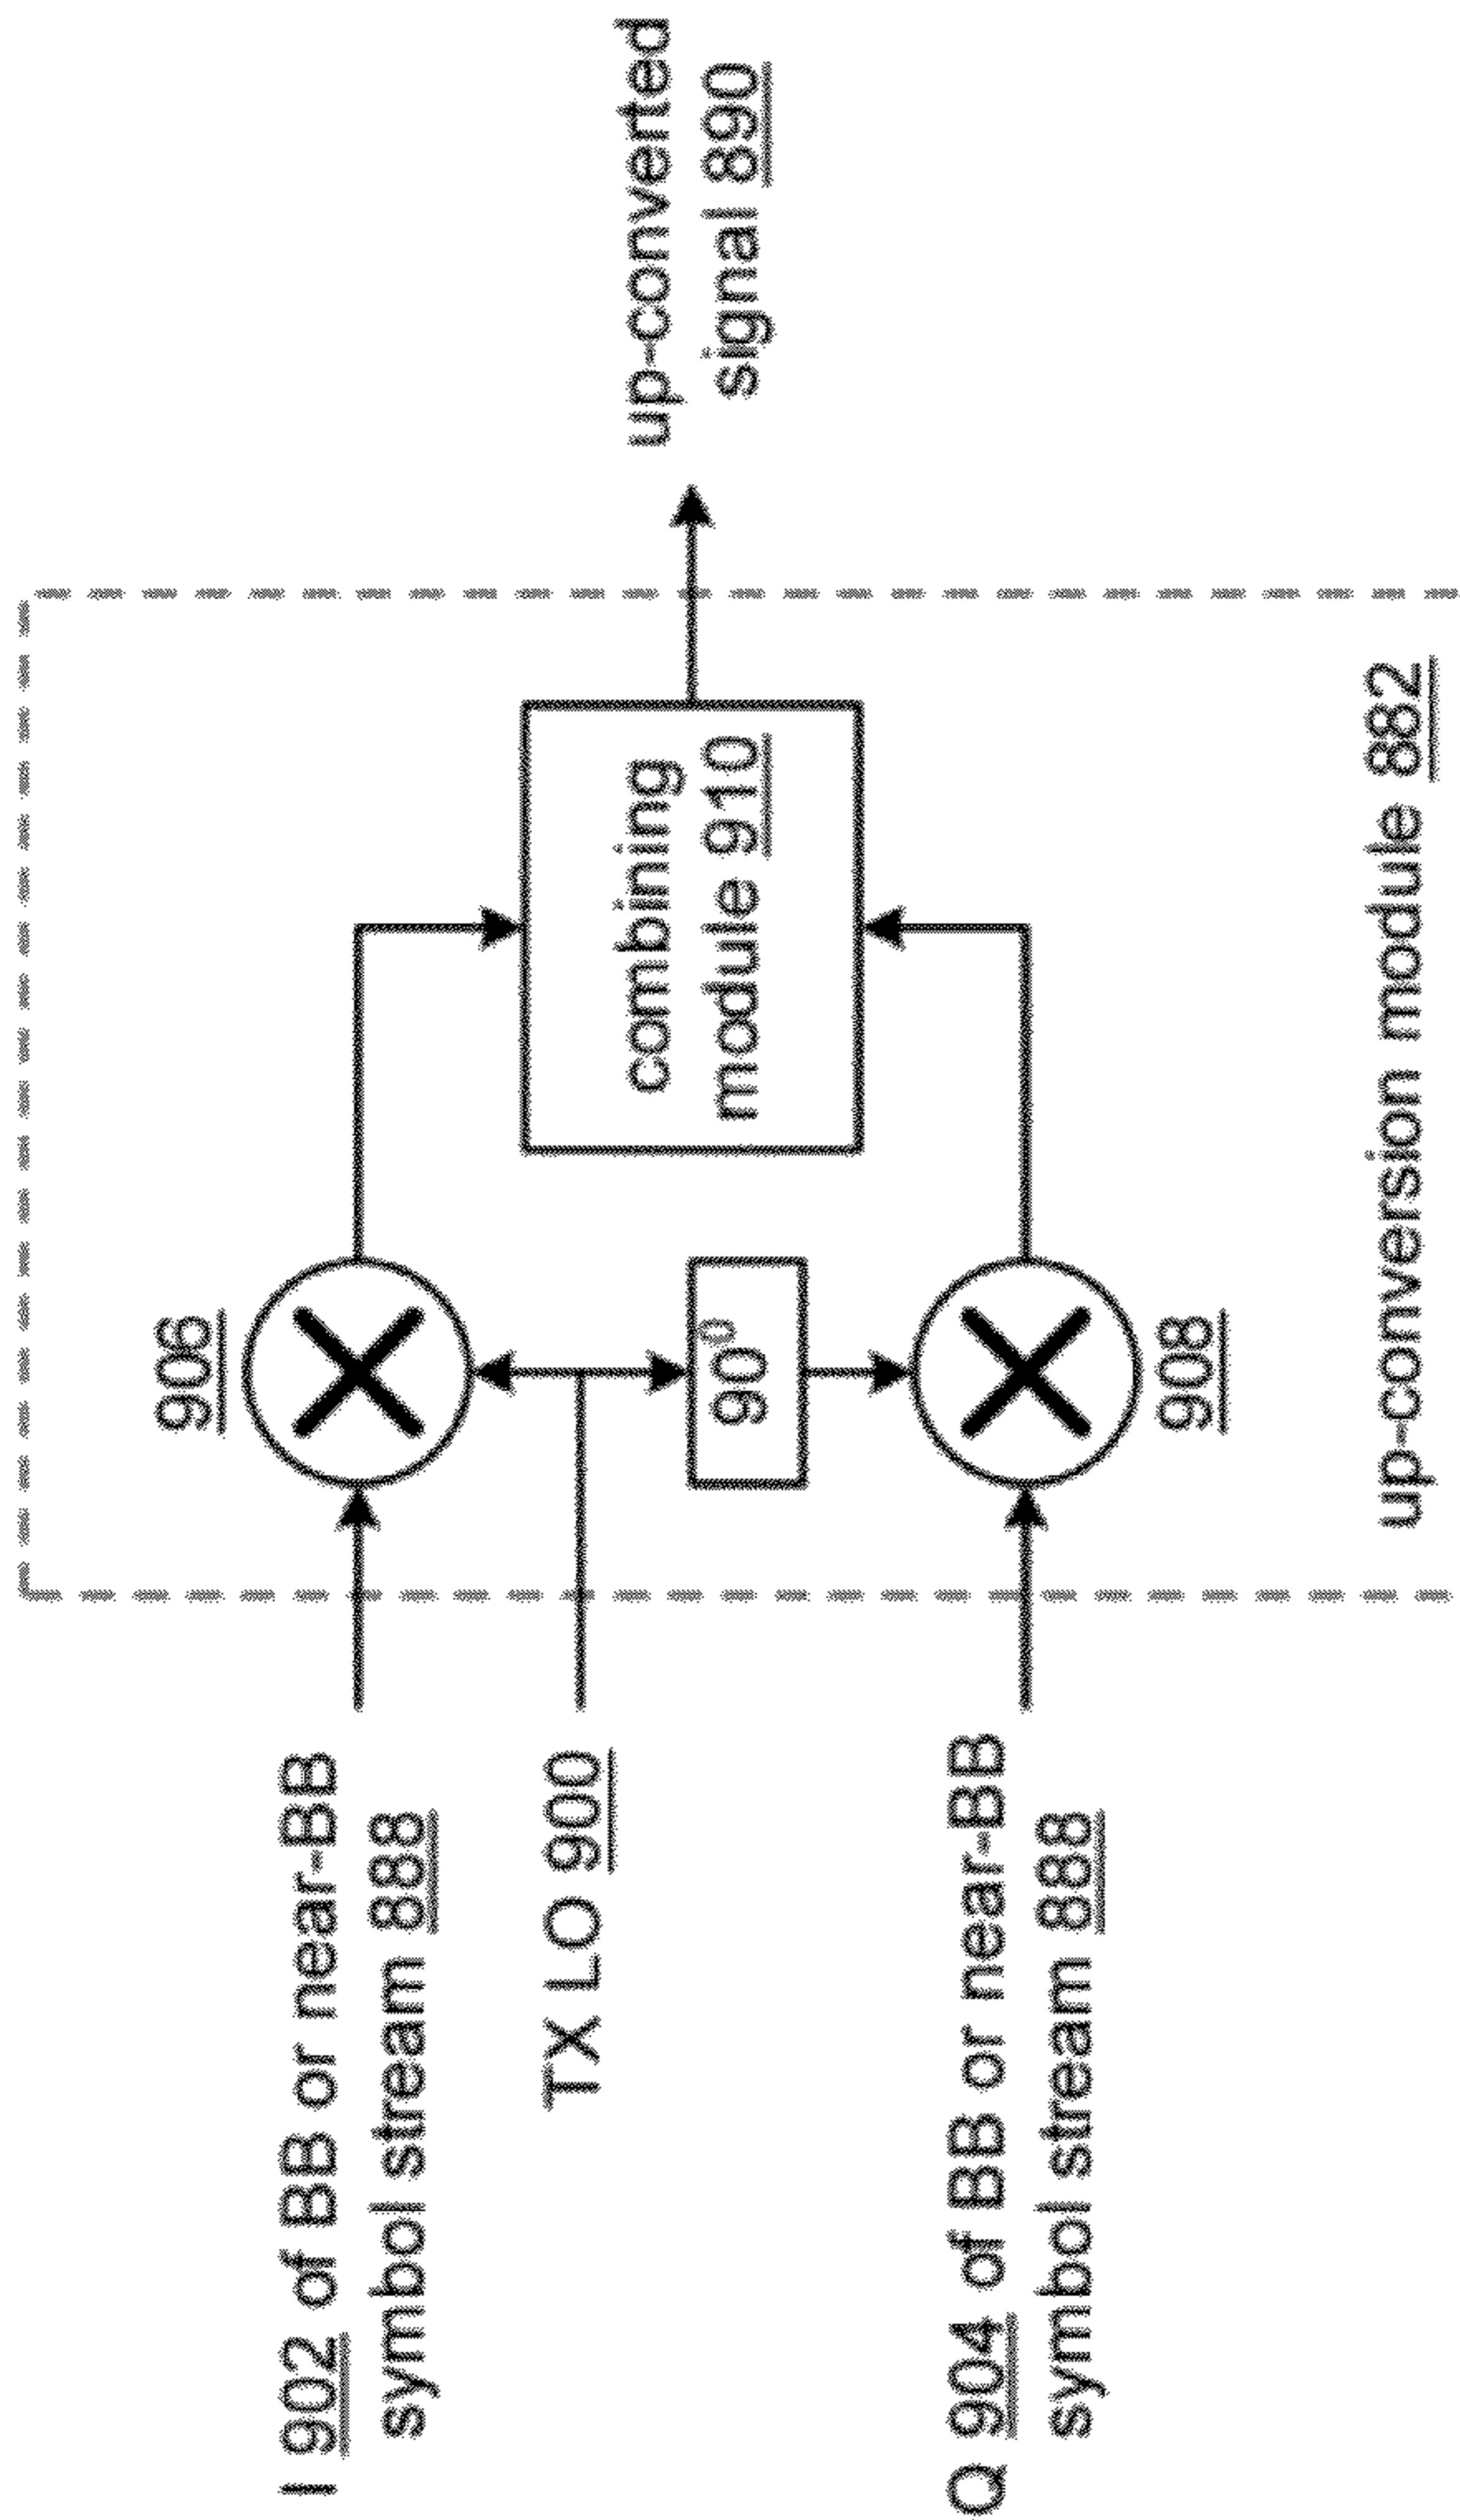 I 902 of BB or near-BB
symbol stream 888
TX LO 900
Q 904 of BB or near-BB
symbol stream 888
906
90⁰
908
combining
module 910
up-conversion module 882
up-converted
signal 890